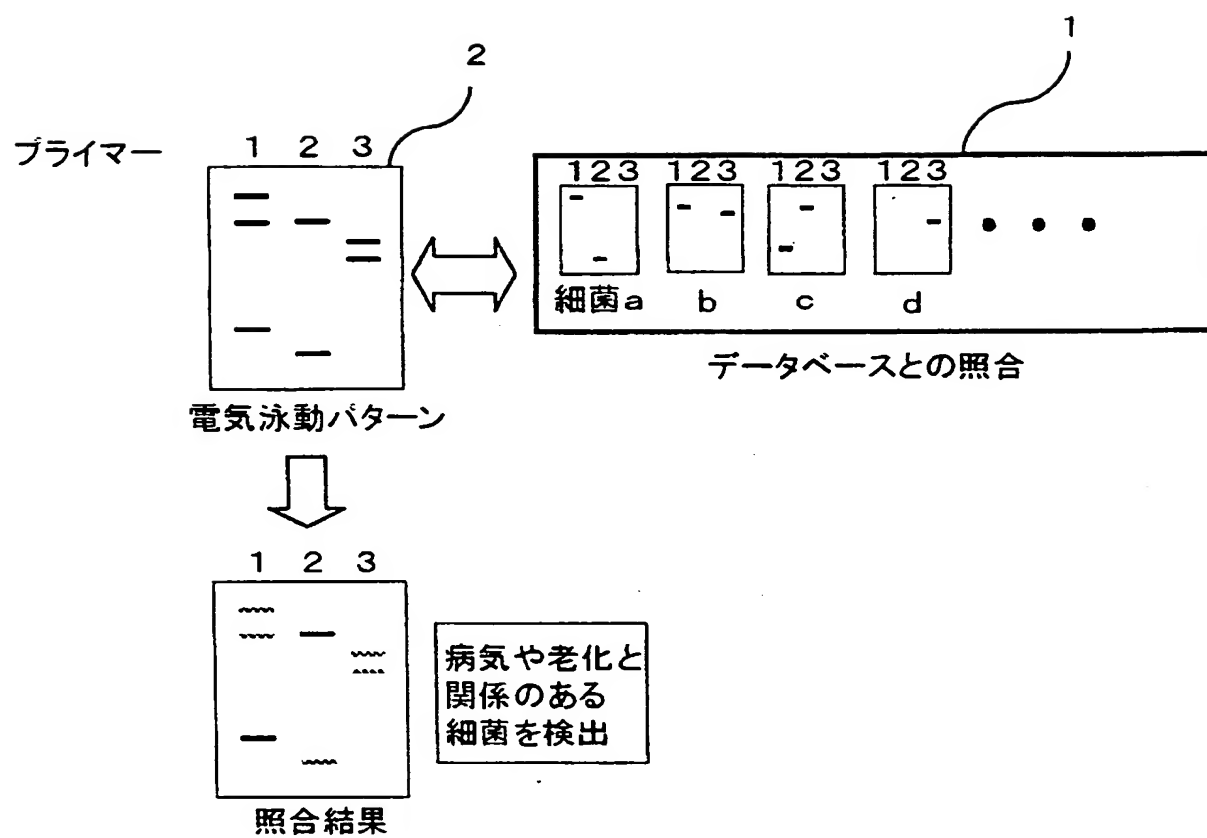 1
2
プライマー 1 2 3
123 123 123 123
細菌a b c d
データベースとの照合
電気泳動パターン
1 2 3
病気や老化と
関係のある
細菌を検出
照合結果